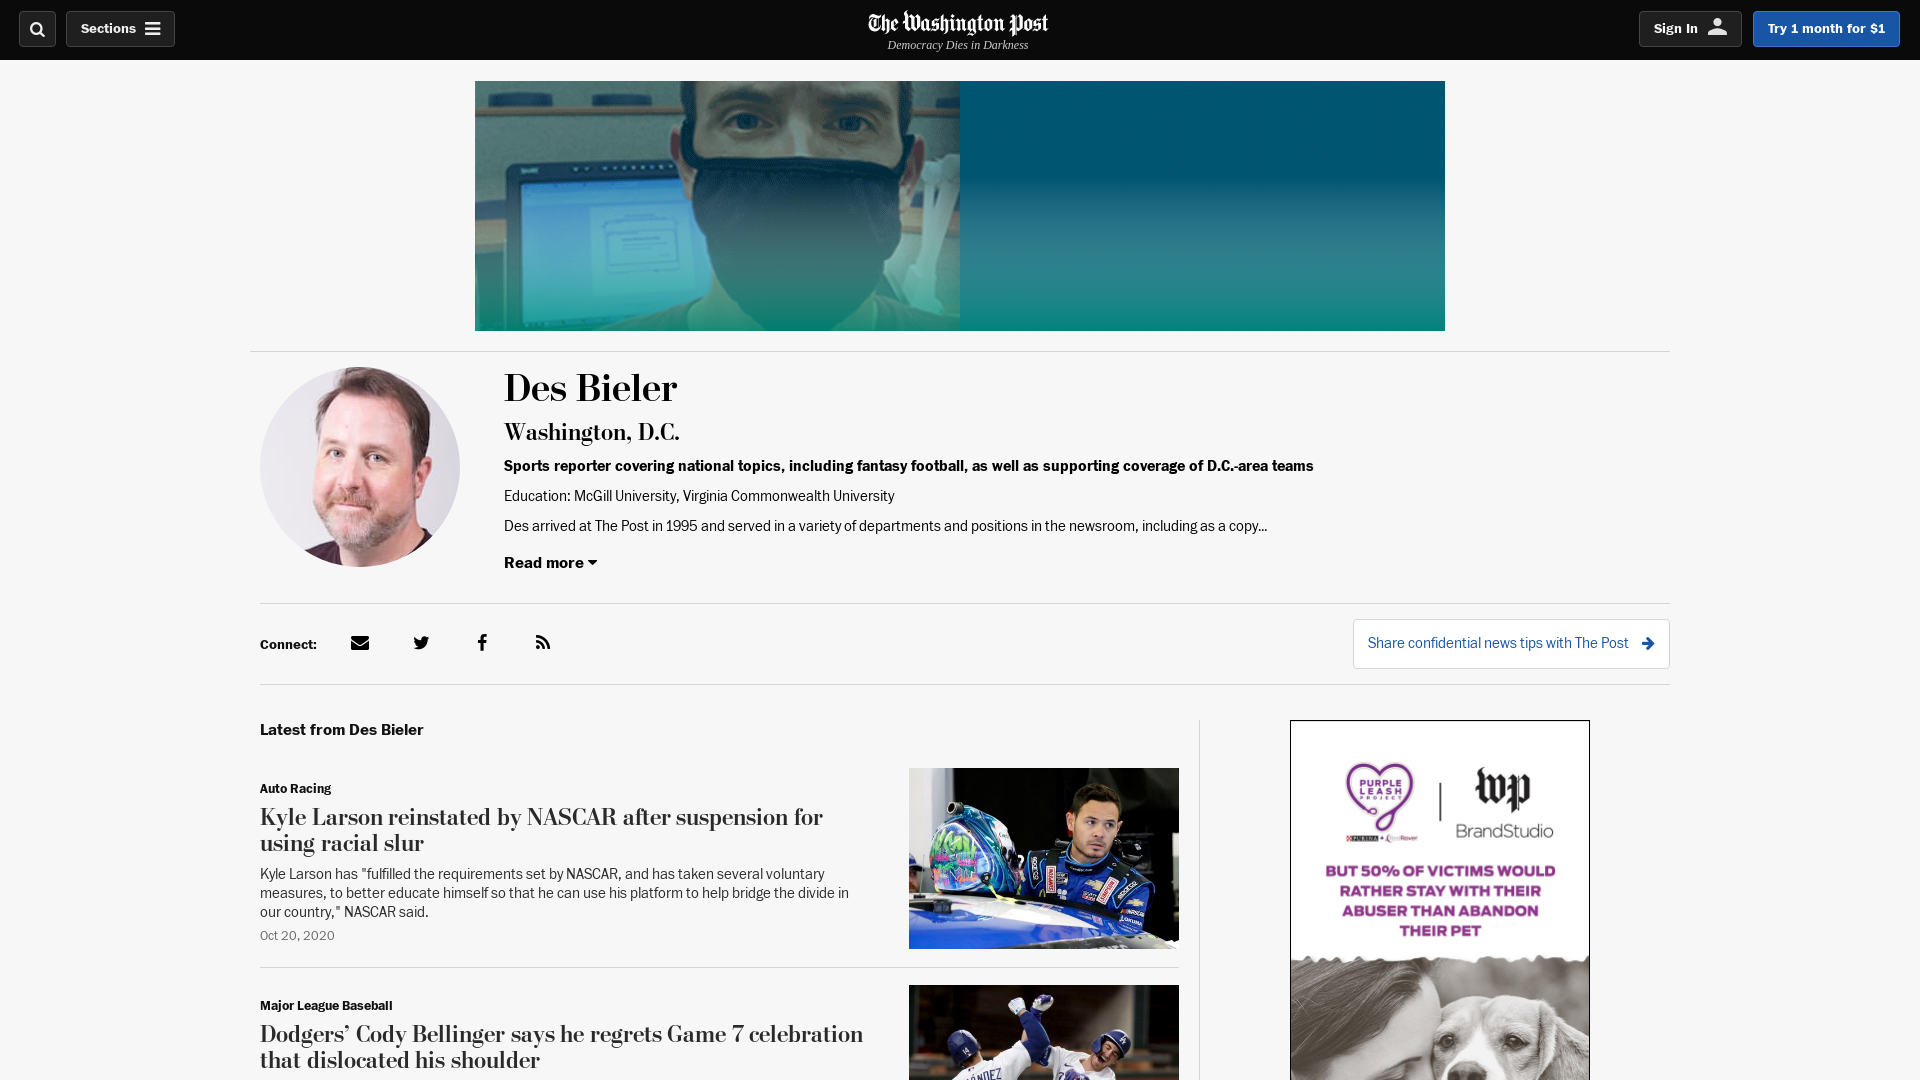 Sections
The Washington Post
Democracy Dies in Darkness
Sign In
Try 1 month for $1
Des Bieler
Washington, D.C.
Sports reporter covering national topics, including fantasy football, as well as supporting coverage of D.C.-area teams
Education: McGill University, Virginia Commonwealth University
Des arrived at The Post in 1995 and served in a variety of departments and positions in the newsroom, including as a copy...
Read more
Connect:
Share confidential news tips with The Post
Latest from Des Bieler
Auto Racing
Kyle Larson reinstated by NASCAR after suspension for
using racial slur
Kyle Larson has "fulfilled the requirements set by NASCAR, and has taken several voluntary
measures, to better educate himself so that he can use his platform to help bridge the divide in
our country," NASCAR said.
Oct 20, 2020
Major League Baseball
Dodgers’ Cody Bellinger says he regrets Game 7 celebration
that dislocated his shoulder
PURPLE
LEASH
PROJECT
PURINA
wp
BrandStudio
BUT 50% OF VICTIMS WOULD
RATHER STAY WITH THEIR
ABUSER THAN ABANDON
THEIR PET